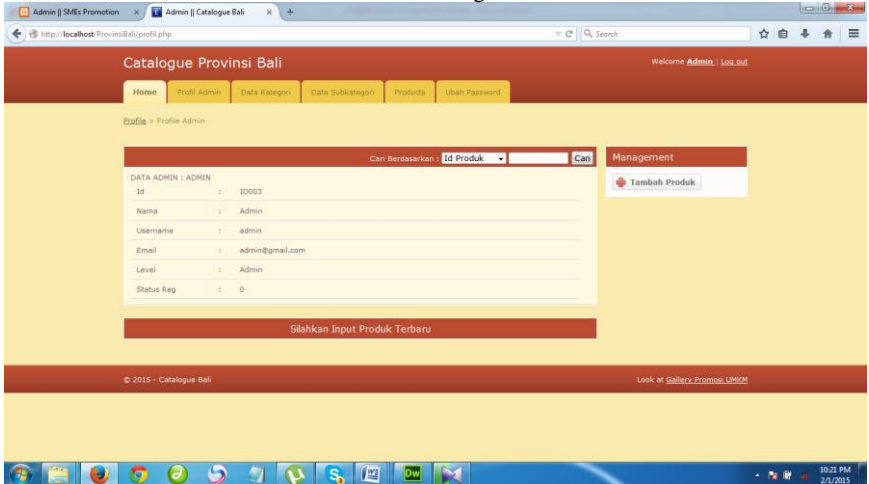 Admin || SMEs Promotion × Admin || Catalogue Bali × +
http://localhost/ProvinsiBali/profil.php Search
Catalogue Provinsi Bali
Welcome Admin | Log out
Home Profil Admin Data Kategori Data Subkategori Products Ubah Password
Profile > Profile Admin
Cari Berdasarkan : Id Produk Cari
Management
Tambah Produk
DATA ADMIN : ADMIN
Id : ID003
Nama : Admin
Username : admin
Email : admin@gmail.com
Level : Admin
Status Reg : 0
Silahkan Input Produk Terbaru
© 2015 - Catalogue Bali
Look at Gallery Promosi UMKM
Dw
10:21 PM
2/1/2015